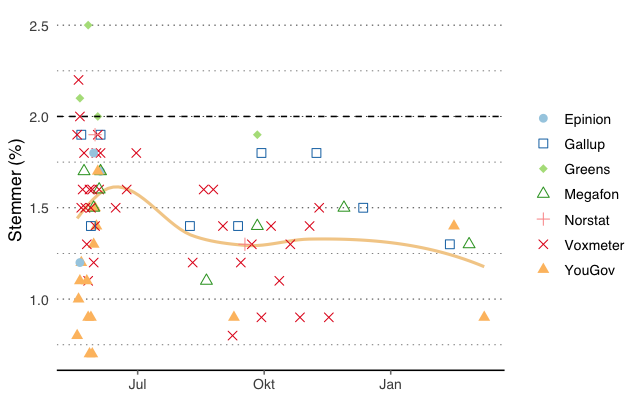 2.5
2.0
1.5
1.0
Stemmer (%)
Jul
Okt
Jan
Epinion
Gallup
Greens
Megafon
Norstat
Voxmeter
YouGov